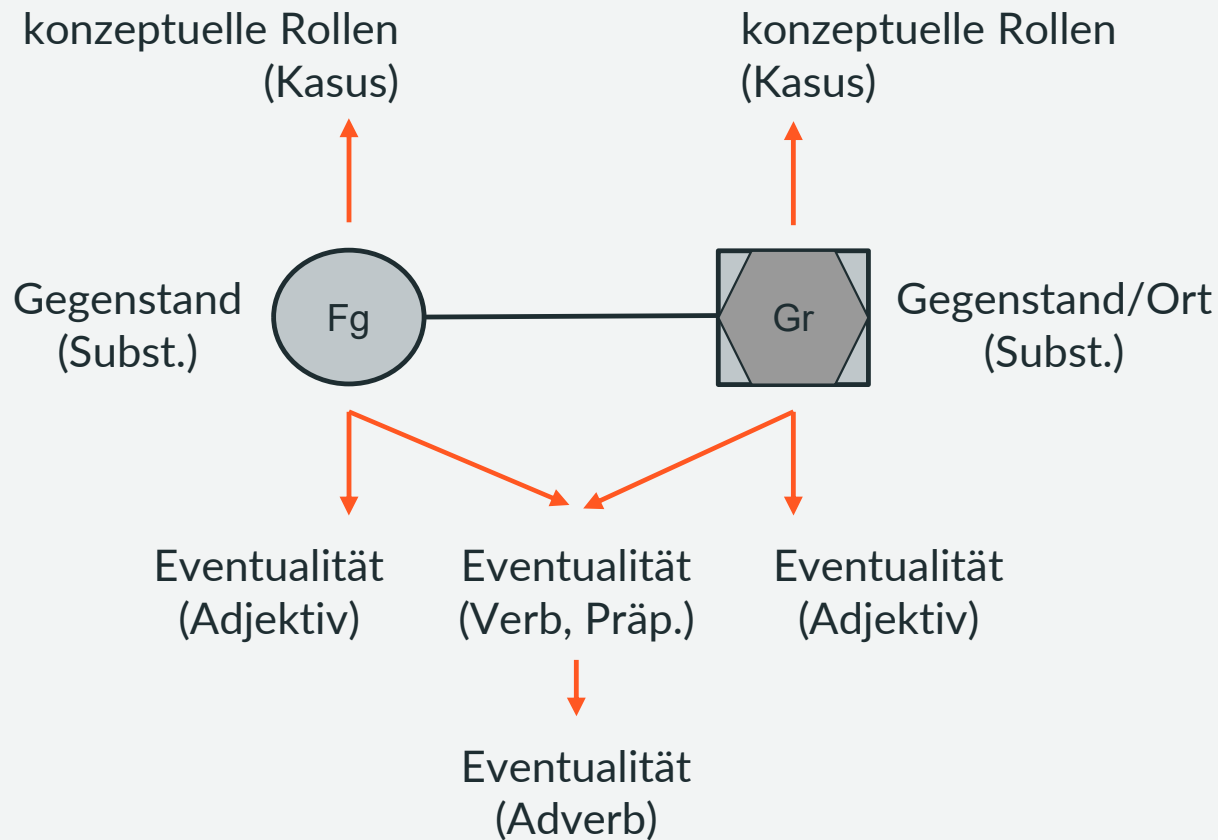 konzeptuelle Rollen
(Kasus)
konzeptuelle Rollen
(Kasus)
Gegenstand
(Subst.)
Fg
Gr
Gegenstand/Ort
(Subst.)
Eventualität
(Adjektiv)
Eventualität
(Verb, Präp.)
Eventualität
(Adjektiv)
Eventualität
(Adverb)